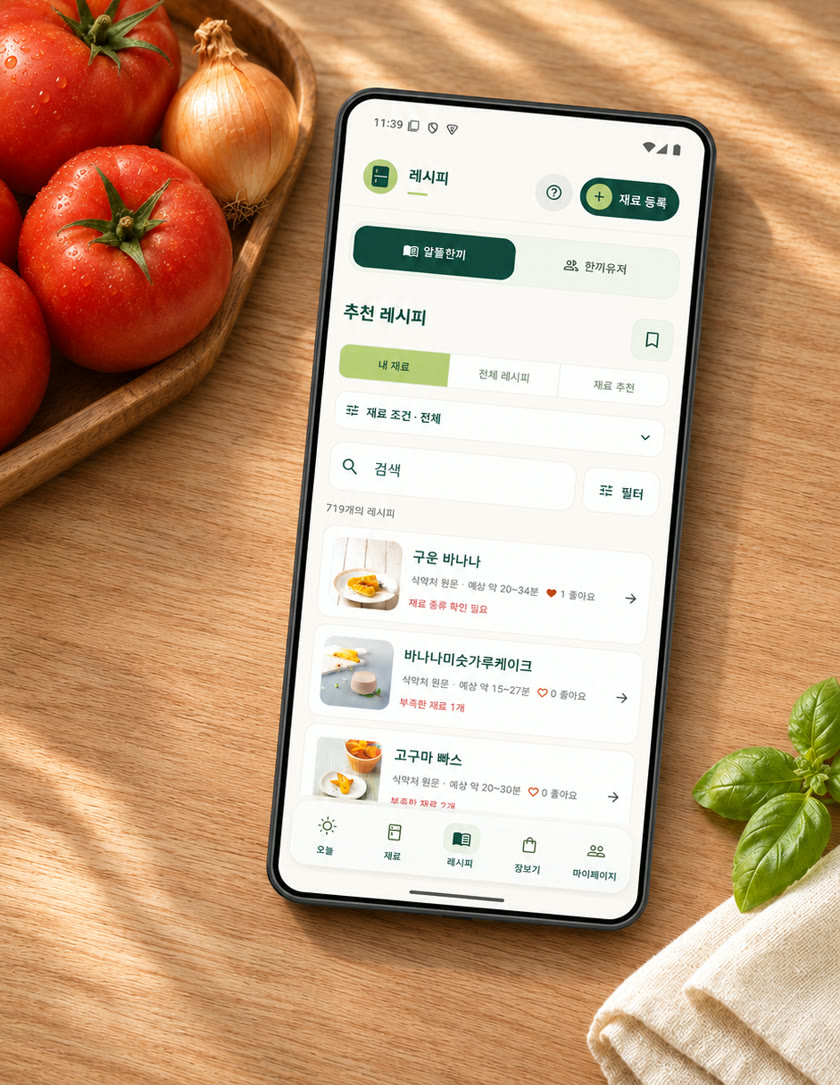 11:39
레시피
재료 등록
알뜰한끼
한끼유저
추천 레시피
내 재료
전체 레시피
재료 추천
재료 조건 · 전체
검색
필터
719개의 레시피
구운 바나나
식약처 원문 · 예상 약 20~34분 1 좋아요
재료 종류 확인 필요
바나나미숫가루케이크
식약처 원문 · 예상 약 15~27분 0 좋아요
부족한 재료 1개
고구마 빠스
식약처 원문 · 예상 약 20~30분 0 좋아요
부족한 재료 2개
오늘
재료
레시피
장보기
마이페이지